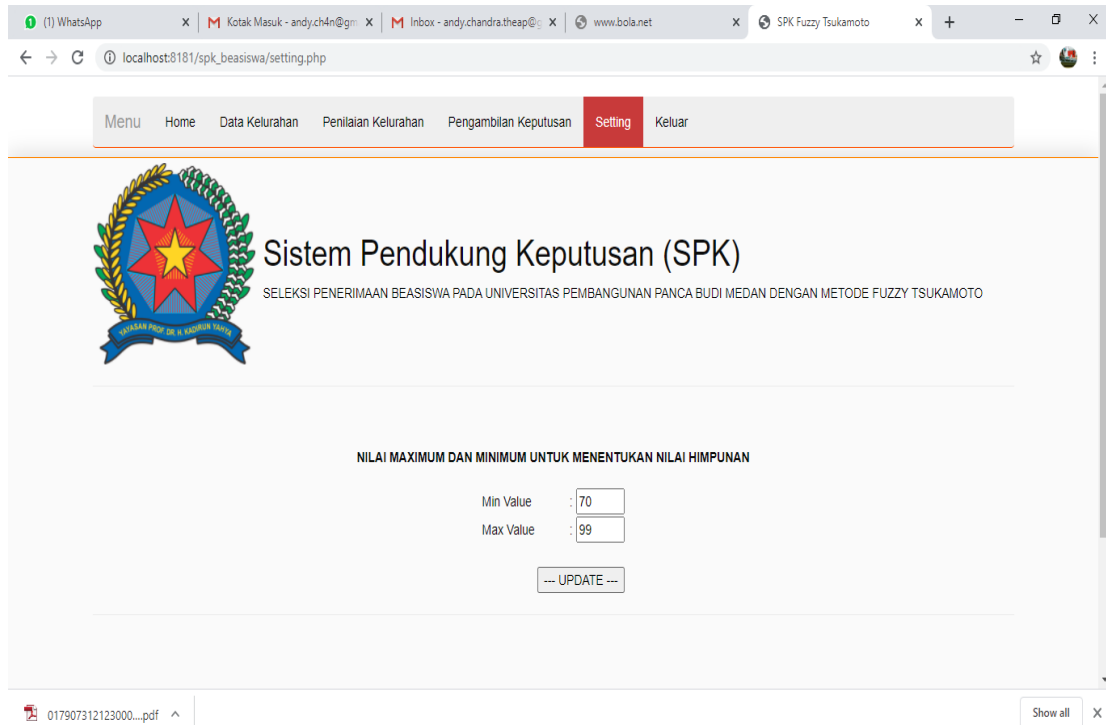 (1) WhatsApp
Kotak Masuk - andy.ch4n@gm
Inbox - andy.chandra.theap@g
www.bola.net
SPK Fuzzy Tsukamoto
localhost:8181/spk_beasiswa/setting.php
Menu Home Data Kelurahan Penilaian Kelurahan Pengambilan Keputusan Setting Keluar
YAYASAN PROF. DR. H. KADIRUN YAHYA
Sistem Pendukung Keputusan (SPK)
SELEKSI PENERIMAAN BEASISWA PADA UNIVERSITAS PEMBANGUNAN PANCA BUDI MEDAN DENGAN METODE FUZZY TSUKAMOTO
NILAI MAXIMUM DAN MINIMUM UNTUK MENENTUKAN NILAI HIMPUNAN
Min Value : 70
Max Value : 99
--- UPDATE ---
017907312123000....pdf
Show all